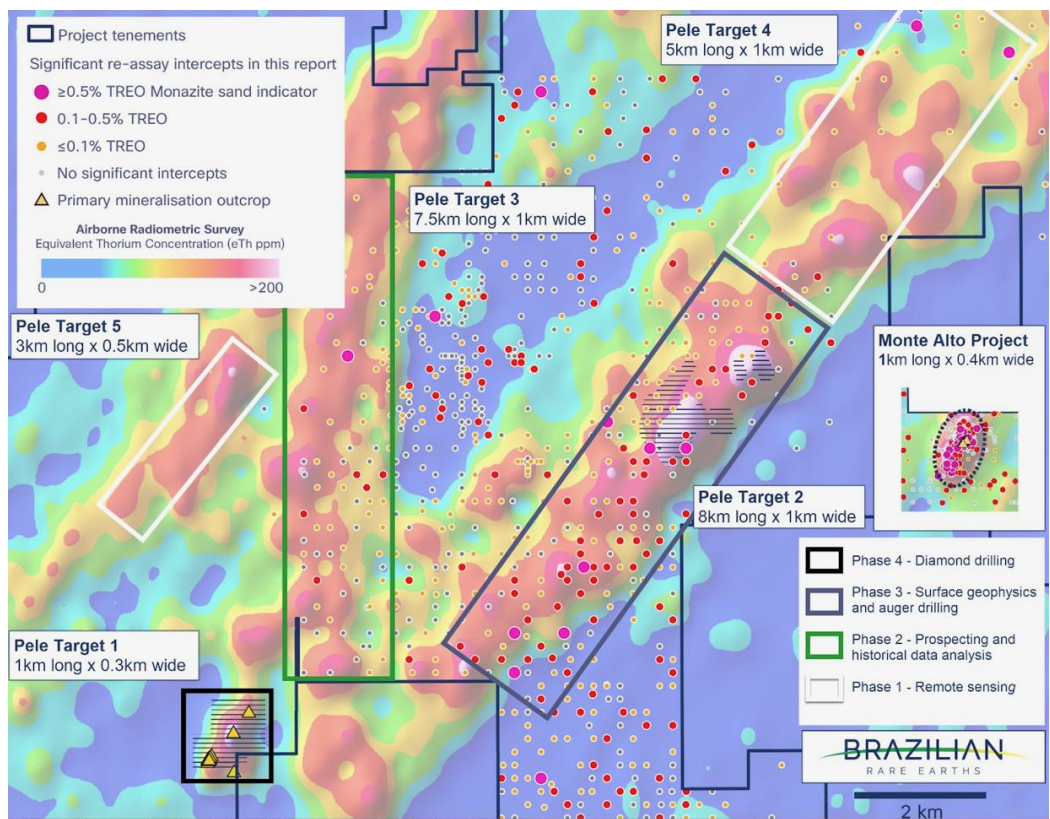 Project tenements
Significant re-assay intercepts in this report
≥0.5% TREO Monazite sand indicator
0.1–0.5% TREO
≤0.1% TREO
No significant intercepts
Primary mineralisation outcrop
Airborne Radiometric Survey
Equivalent Thorium Concentration (eTh ppm)
0 >200
Pele Target 4
5km long x 1km wide
Pele Target 3
7.5km long x 1km wide
Pele Target 5
3km long x 0.5km wide
Monte Alto Project
1km long x 0.4km wide
Pele Target 2
8km long x 1km wide
Pele Target 1
1km long x 0.3km wide
Phase 4 - Diamond drilling
Phase 3 - Surface geophysics
and auger drilling
Phase 2 - Prospecting and
historical data analysis
Phase 1 - Remote sensing
BRAZILIAN
RARE EARTHS
2 km